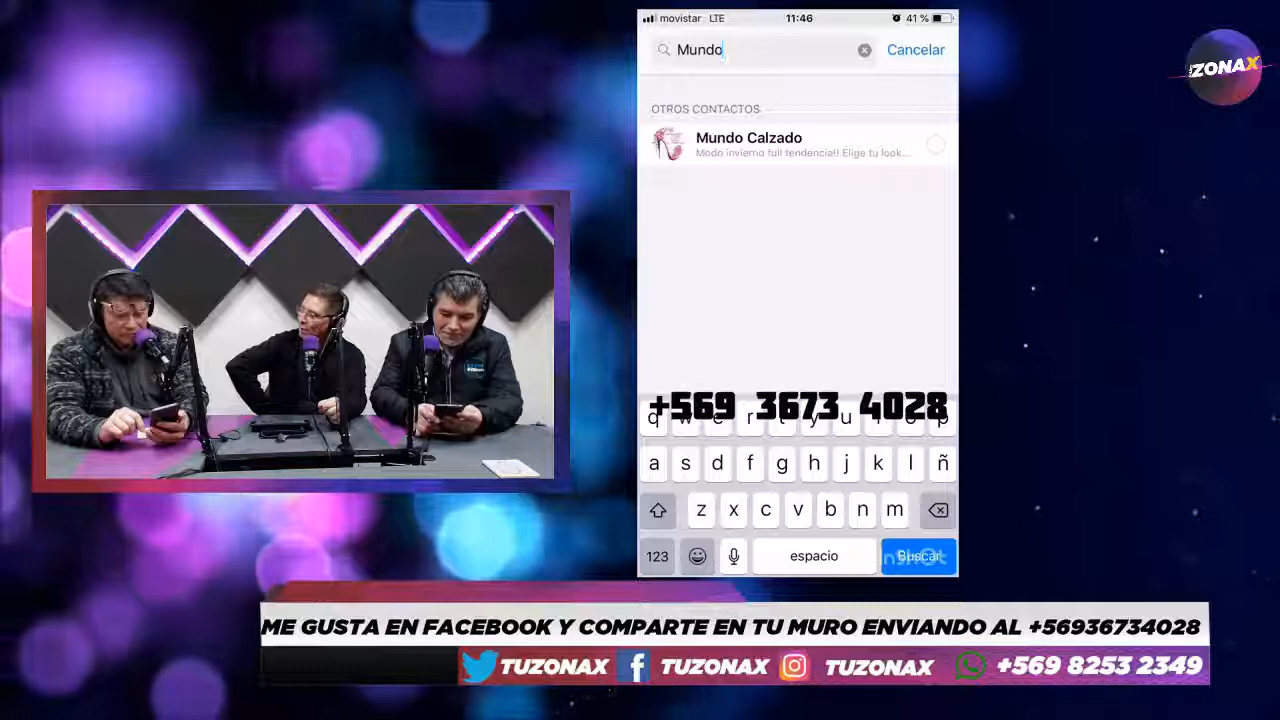 movistar LTE 11:46 41 %
ZONAX
Mundo Cancelar
OTROS CONTACTOS
Mundo Calzado
Modo invierno full tendencia!! Elige tu look....
+569 3673 4028
q w e r t y u i o p
a s d f g h j k l ñ
z x c v b n m
123 espacio Buscar
ME GUSTA EN FACEBOOK Y COMPARTE EN TU MURO ENVIANDO AL +56936734028
TUZONAX TUZONAX TUZONAX +569 8253 2349